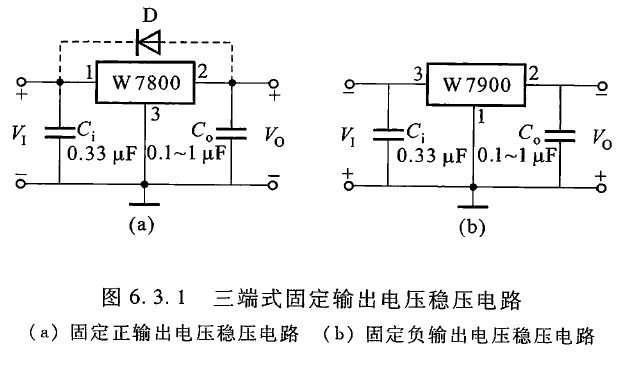 D
1 W7800 2
+ +
3
V_I C_i C_o V_O
0.33 μF 0.1~1 μF
− −
(a)
3 W7900 2
− −
1
V_I C_i C_o V_O
0.33 μF 0.1~1 μF
+ +
(b)
图 6.3.1 三端式固定输出电压稳压电路
(a) 固定正输出电压稳压电路 (b) 固定负输出电压稳压电路